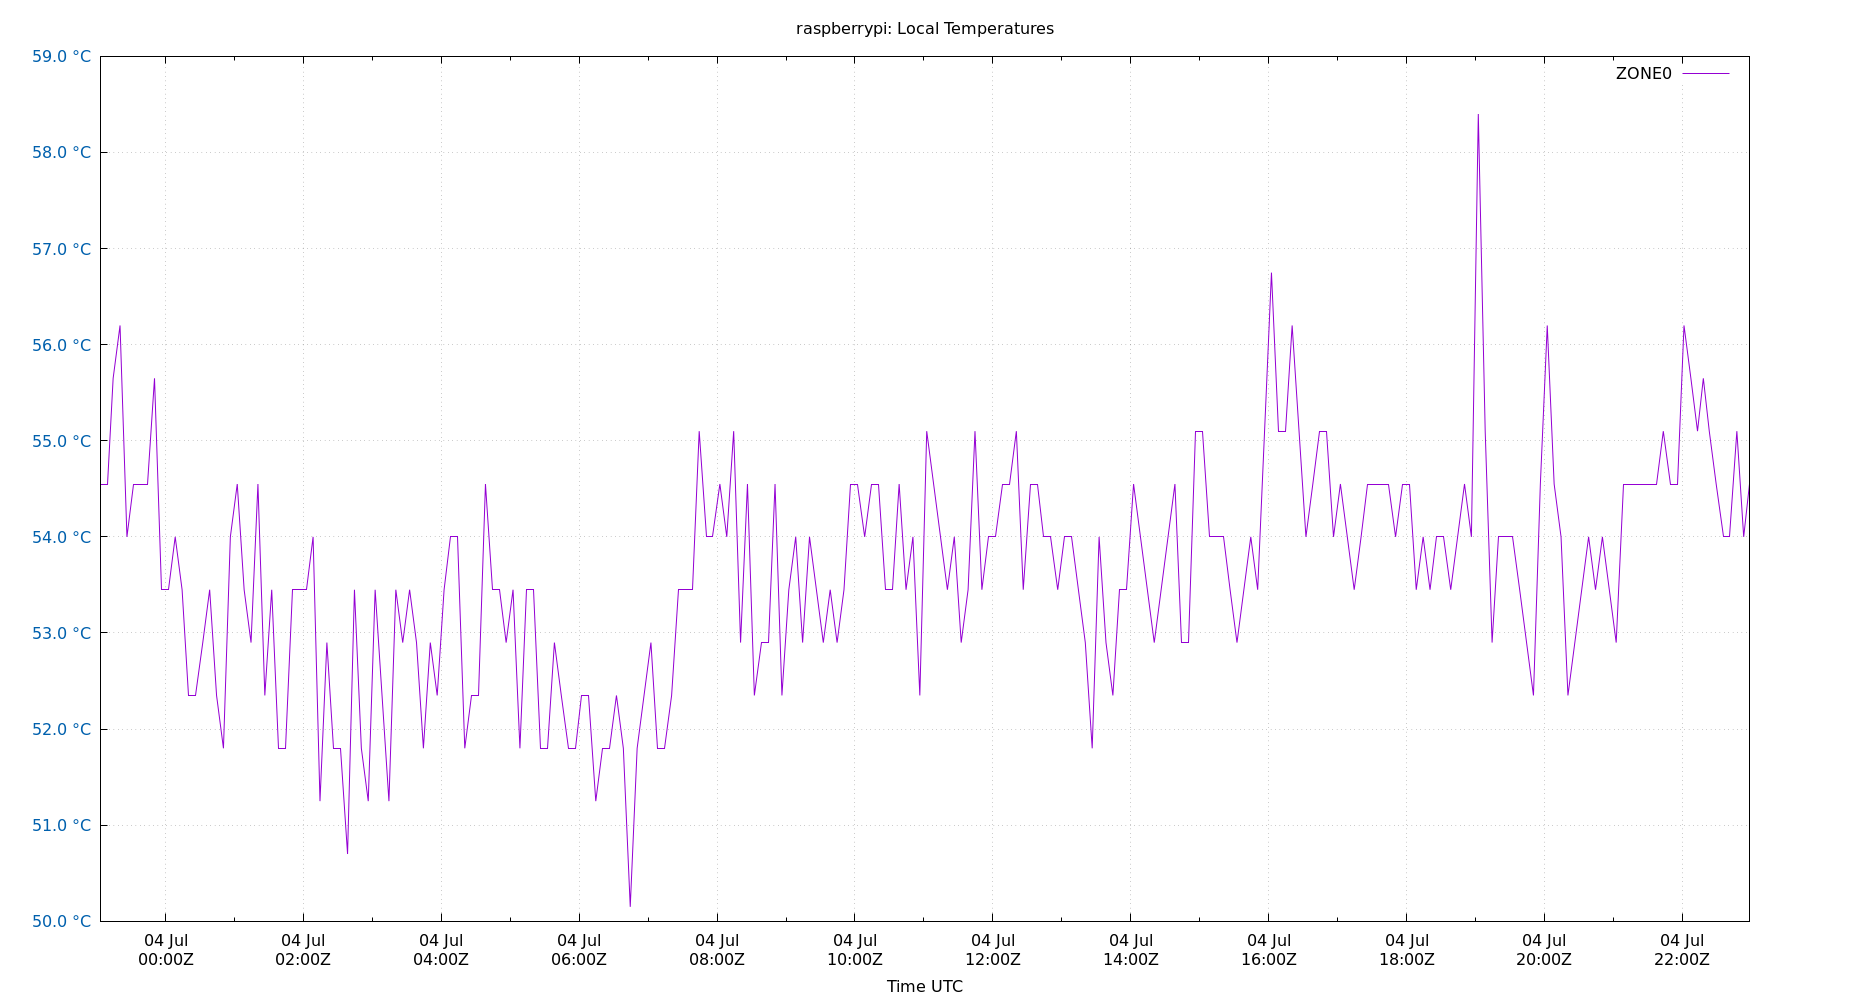 raspberrypi: Local Temperatures
59.0 °C
ZONE0
58.0 °C
57.0 °C
56.0 °C
55.0 °C
54.0 °C
53.0 °C
52.0 °C
51.0 °C
50.0 °C
04 Jul 04 Jul 04 Jul 04 Jul 04 Jul 04 Jul 04 Jul 04 Jul 04 Jul 04 Jul 04 Jul 04 Jul
00:00Z 02:00Z 04:00Z 06:00Z 08:00Z 10:00Z 12:00Z 14:00Z 16:00Z 18:00Z 20:00Z 22:00Z
Time UTC